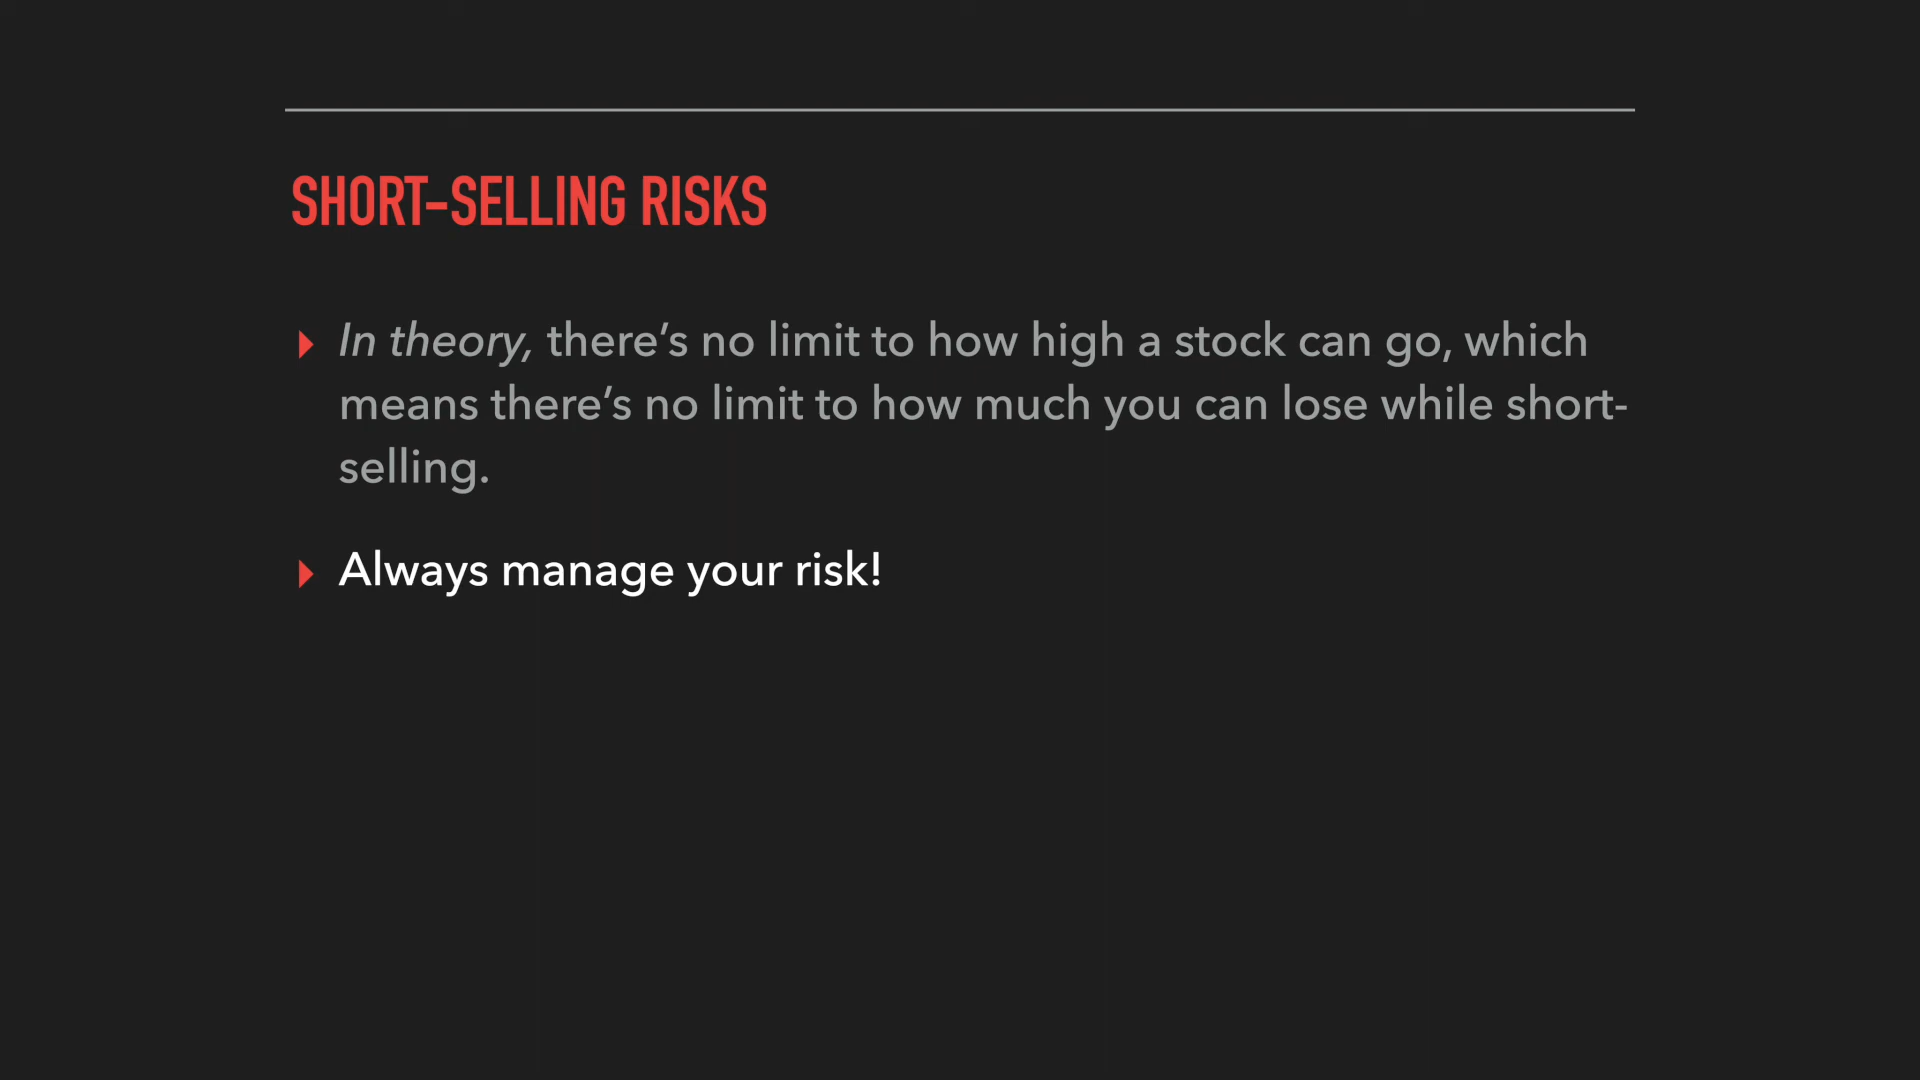 SHORT-SELLING RISKS
In theory, there’s no limit to how high a stock can go, which
means there’s no limit to how much you can lose while short-
selling.
Always manage your risk!